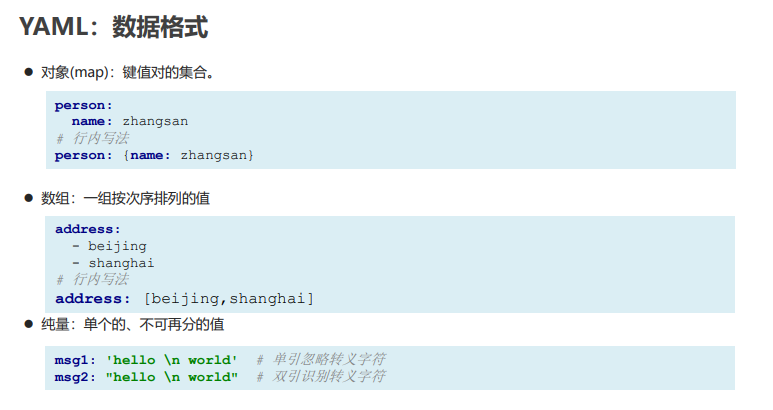 YAML：数据格式
● 对象(map)：键值对的集合。
person:
  name: zhangsan
# 行内写法
person: {name: zhangsan}
● 数组：一组按次序排列的值
address:
  - beijing
  - shanghai
# 行内写法
address: [beijing,shanghai]
● 纯量：单个的、不可再分的值
msg1: 'hello \n world'  # 单引忽略转义字符
msg2: "hello \n world"  # 双引识别转义字符